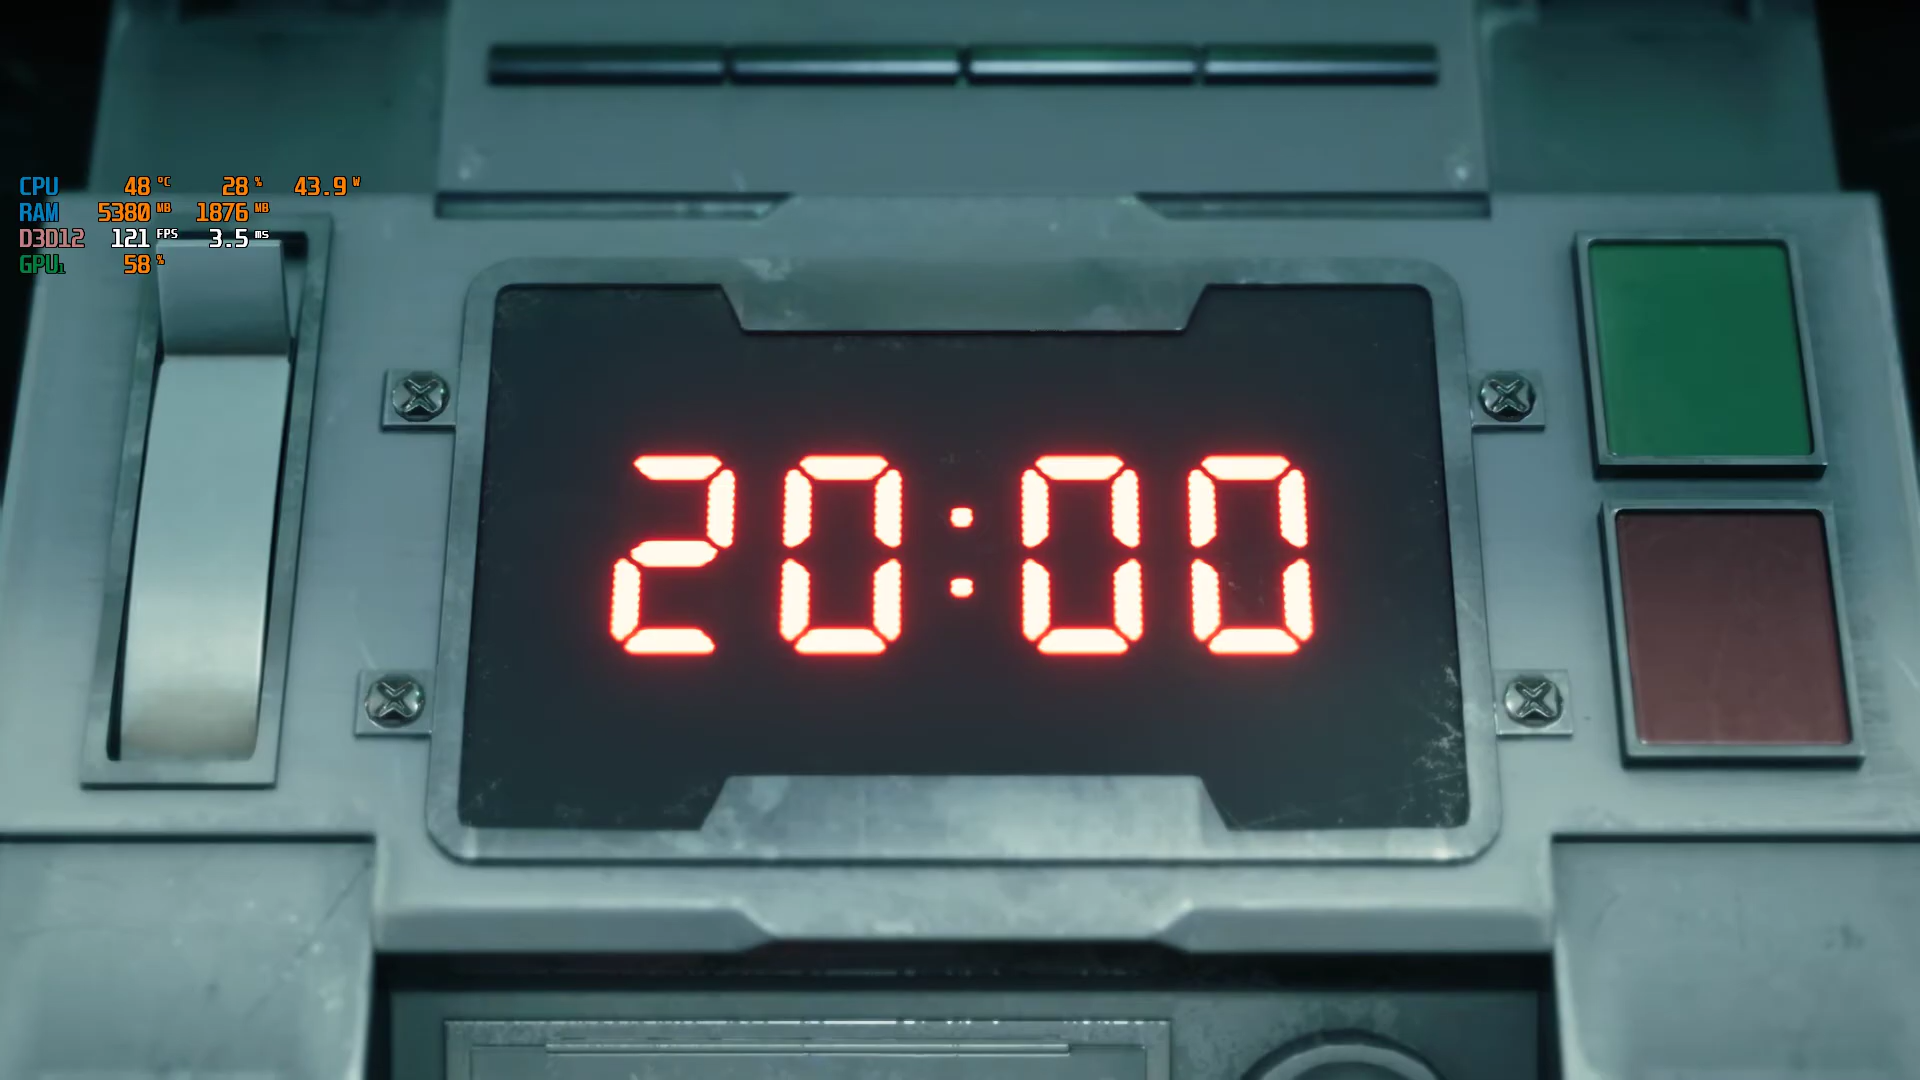 CPU 48 °C 28 % 43.9 W
RAM 5380 MB 1876 MB
D3D12 121 FPS 3.5 ms
GPU1 58 %
20:00